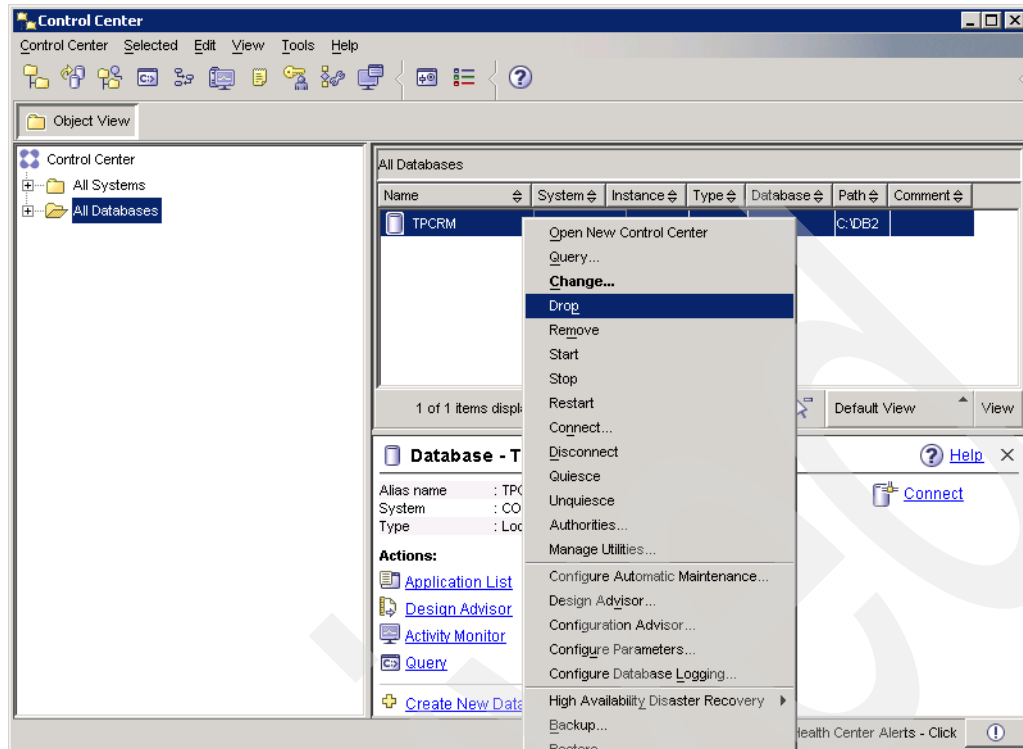 Control Center
Control Center Selected Edit View Tools Help
Object View
Control Center
All Systems
All Databases
All Databases
Name System Instance Type Database Path Comment
TPCRM C:\DB2
Open New Control Center
Query...
Change...
Drop
Remove
Start
Stop
Restart
Connect...
Disconnect
Quiesce
Unquiesce
Authorities...
Manage Utilities...
Configure Automatic Maintenance...
Design Advisor...
Configuration Advisor...
Configure Parameters...
Configure Database Logging...
High Availability Disaster Recovery
Backup...
Restore
1 of 1 items displ
Default View View
Database - T
Help
Alias name : TPC
System : CO
Type : Loc
Connect
Actions:
Application List
Design Advisor
Activity Monitor
Query
Create New Data
Health Center Alerts - Click